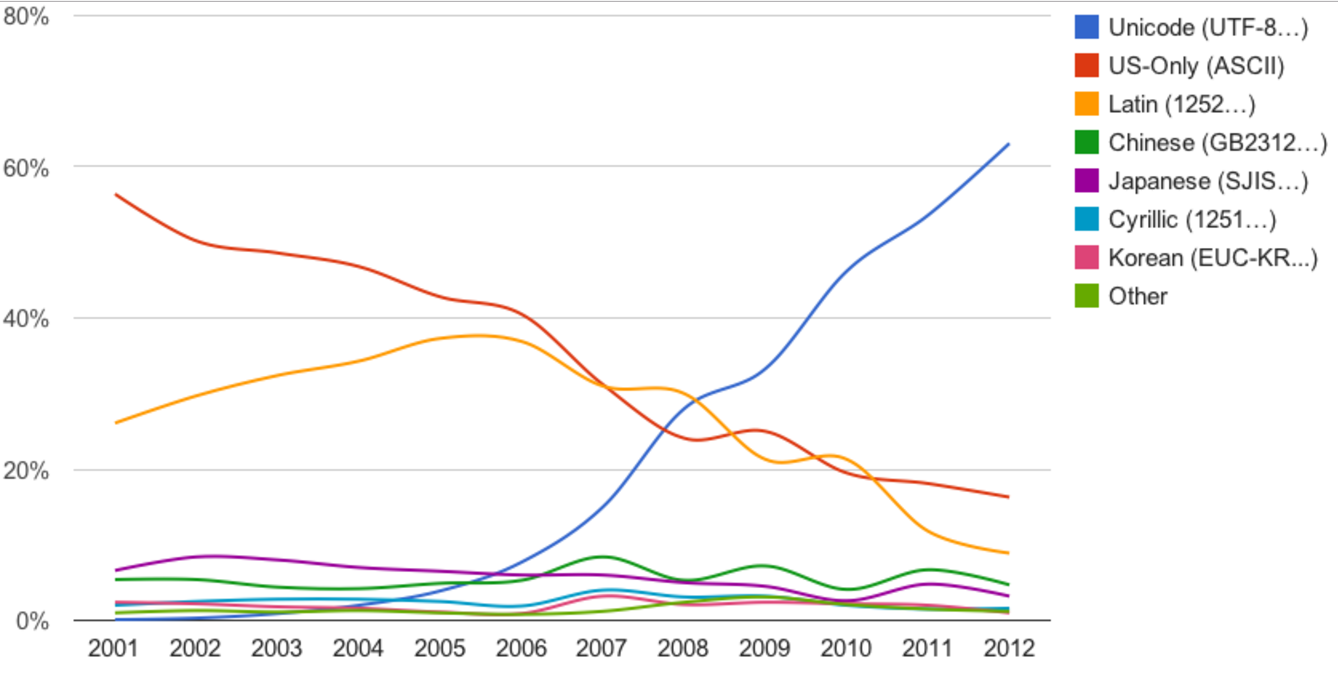 80%
60%
40%
20%
0%
2001 2002 2003 2004 2005 2006 2007 2008 2009 2010 2011 2012
Unicode (UTF-8…)
US-Only (ASCII)
Latin (1252…)
Chinese (GB2312…)
Japanese (SJIS…)
Cyrillic (1251…)
Korean (EUC-KR...)
Other